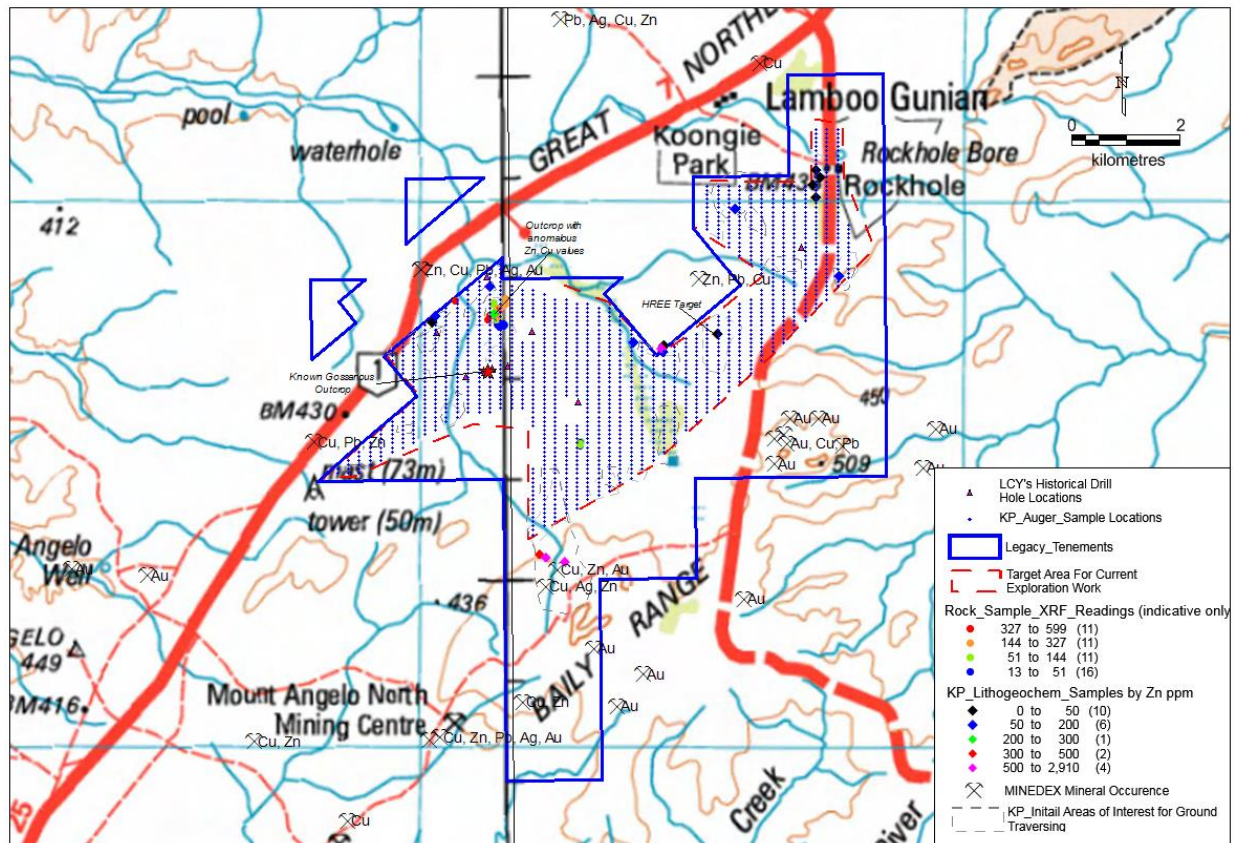 Pb, Ag, Cu, Zn
Cu
GREAT
NORTHE
N
0 2
kilometres
pool
waterhole
Lamboo Gunian
Koongie
Park
Rockhole Bore
Rockhole
412
Outcrop with
anomalous
Zn,Cu values
Zn, Cu, Pb, Ag, Au
Zn, Pb, Cu
HREE Target
1
Known Gossanous
Outcrop
BM430
Cu, Pb, Zn
mast (73m)
tower (50m)
450
Au
Au
Au, Cu, Pb
Au
509
Au
Au
Angelo
Well
Au
Cu, Zn, Au
Cu, Ag, Zn
Au
436
RANGE
BAILY
GELO
449
BM416
Au
Au
Au
Mount Angelo North
Mining Centre
Cu, Zn
Cu, Zn, Pb, Ag, Au
Cu, Zn
Cu
25
Creek
River
LCY's Historical Drill
Hole Locations
KP_Auger_Sample Locations
Legacy_Tenements
Target Area For Current
Exploration Work
Rock_Sample_XRF_Readings (indicative only
327 to 599 (11)
144 to 327 (11)
51 to 144 (11)
13 to 51 (16)
KP_Lithogeochem_Samples by Zn ppm
0 to 50 (10)
50 to 200 (6)
200 to 300 (1)
300 to 500 (2)
500 to 2,910 (4)
MINEDEX Mineral Occurence
KP_Initail Areas of Interest for Ground
Traversing